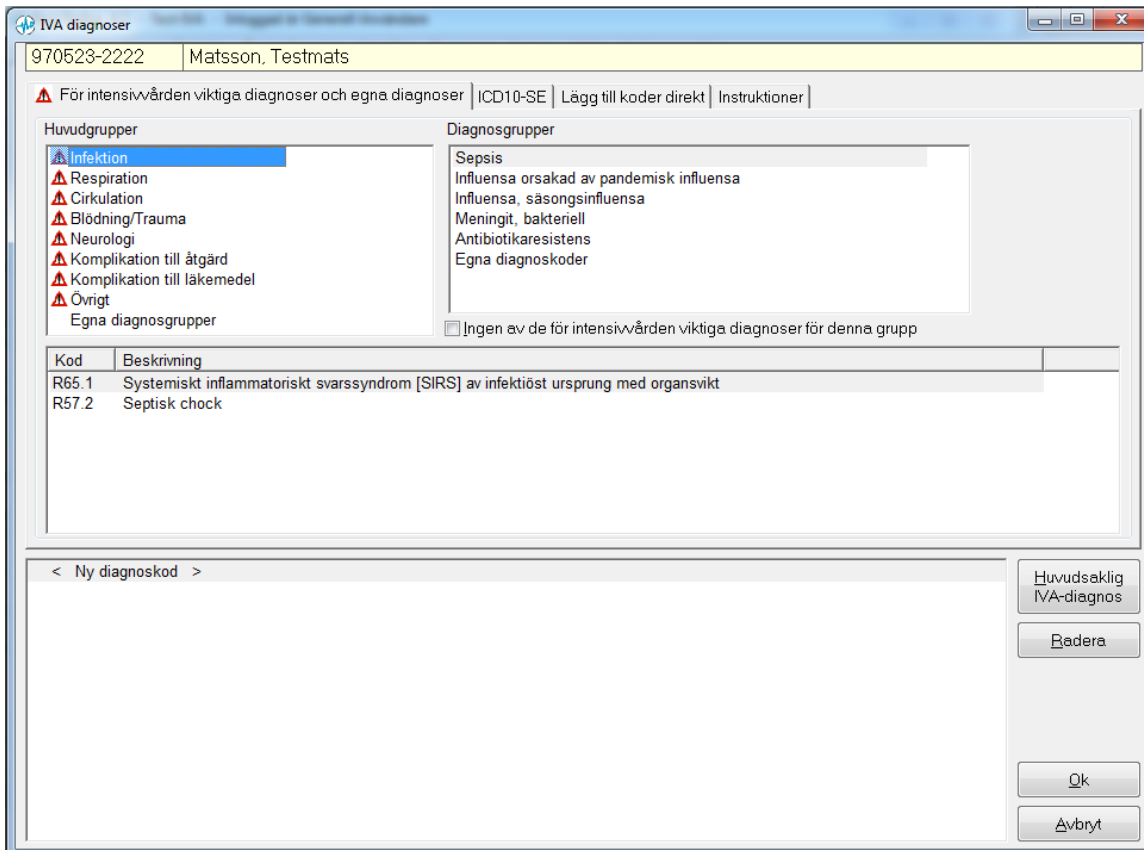 IVA diagnoser
970523-2222 Matsson, Testmats
För intensivvården viktiga diagnoser och egna diagnoser ICD10-SE Lägg till koder direkt Instruktioner
Huvudgrupper
Infektion
Respiration
Cirkulation
Blödning/Trauma
Neurologi
Komplikation till åtgärd
Komplikation till läkemedel
Övrigt
Egna diagnosgrupper
Diagnosgrupper
Sepsis
Influensa orsakad av pandemisk influensa
Influensa, säsongsinfluensa
Meningit, bakteriell
Antibiotikaresistens
Egna diagnoskoder
Ingen av de för intensivvården viktiga diagnoser för denna grupp
Kod Beskrivning
R65.1 Systemiskt inflammatoriskt svarssyndrom [SIRS] av infektiöst ursprung med organsvikt
R57.2 Septisk chock
< Ny diagnoskod >
Huvudsaklig
IVA-diagnos
Radera
Ok
Avbryt